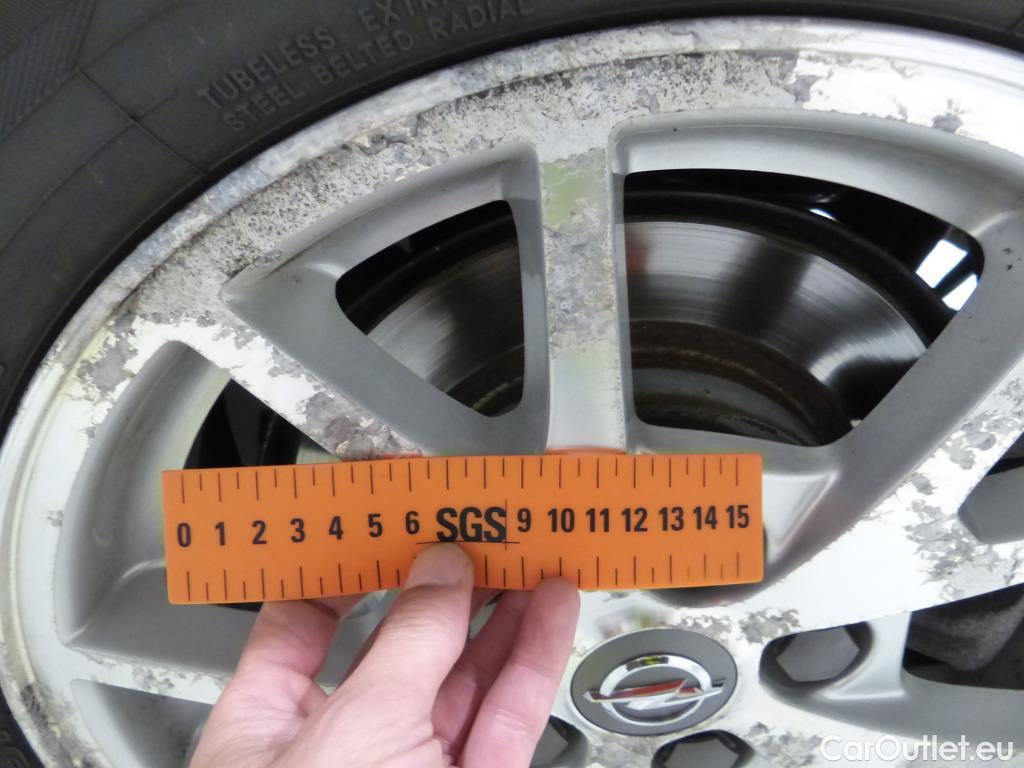 TUBELESS EXTRA
STEEL BELTED RADIAL
0 1 2 3 4 5 6 SGS 9 10 11 12 13 14 15
CarOutlet.eu